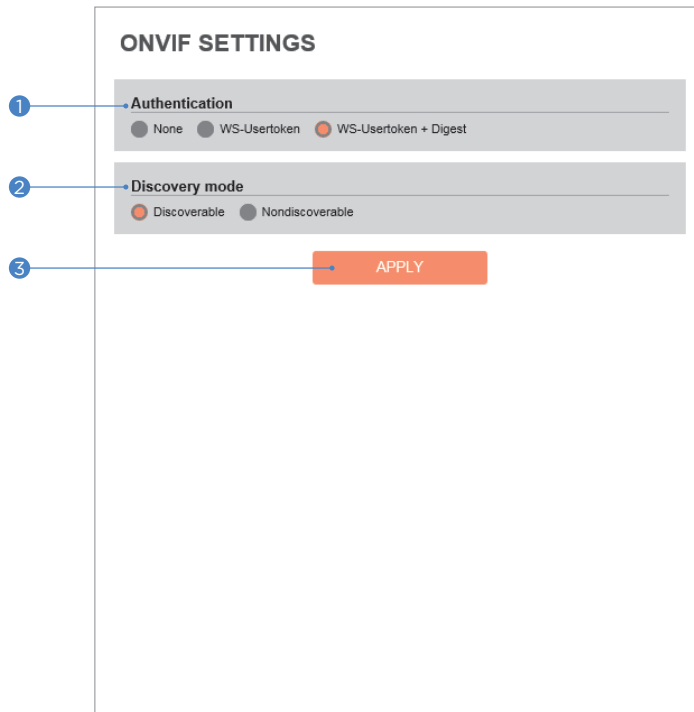 ONVIF SETTINGS
1 Authentication
None WS-Usertoken WS-Usertoken + Digest
2 Discovery mode
Discoverable Nondiscoverable
3 APPLY